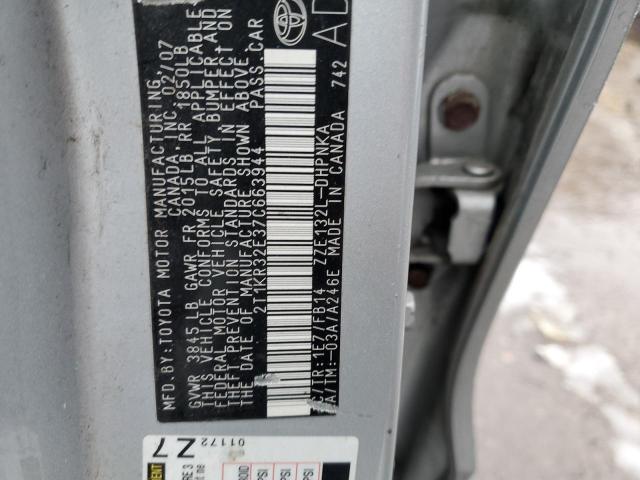 MFD. BY: TOYOTA MOTOR MANUFACTURING
CANADA, INC. 02/07
GVWR 3845 LB GAWR FR 2015LB RR 1850LB
THIS VEHICLE CONFORMS TO ALL APPLICABLE
FEDERAL MOTOR VEHICLE SAFETY, BUMPER AND
THEFT PREVENTION STANDARDS IN EFFECT ON
THE DATE OF MANUFACTURE SHOWN ABOVE.
2T1KR32E37C663944 PASS.CAR
C/TR:1E7/FB14 ZZE132L-DHPNKA
A/TM:-03A/A246E MADE IN CANADA 742
AD
Z7
01172